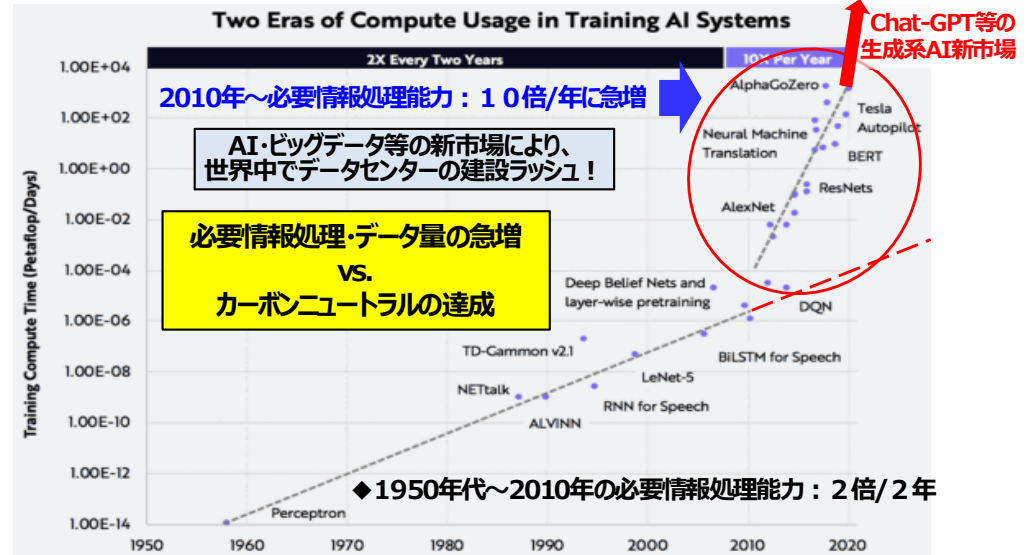 Two Eras of Compute Usage in Training AI Systems
Chat-GPT等の
生成系AI新市場
2X Every Two Years
10X Per Year
2010年～必要情報処理能力：１０倍/年に急増
AI・ビッグデータ等の新市場により、
世界中でデータセンターの建設ラッシュ！
必要情報処理・データ量の急増
vs.
カーボンニュートラルの達成
AlphaGoZero
Tesla
Autopilot
Neural Machine
Translation
BERT
ResNets
AlexNet
Deep Belief Nets and
layer-wise pretraining
DQN
TD-Gammon v2.1
BiLSTM for Speech
LeNet-5
NETtalk
RNN for Speech
ALVINN
◆1950年代～2010年の必要情報処理能力：２倍/２年
Perceptron
Training Compute Time (Petaflop/Days)
1.00E+04
1.00E+02
1.00E+00
1.00E-02
1.00E-04
1.00E-06
1.00E-08
1.00E-10
1.00E-12
1.00E-14
1950 1960 1970 1980 1990 2000 2010 2020